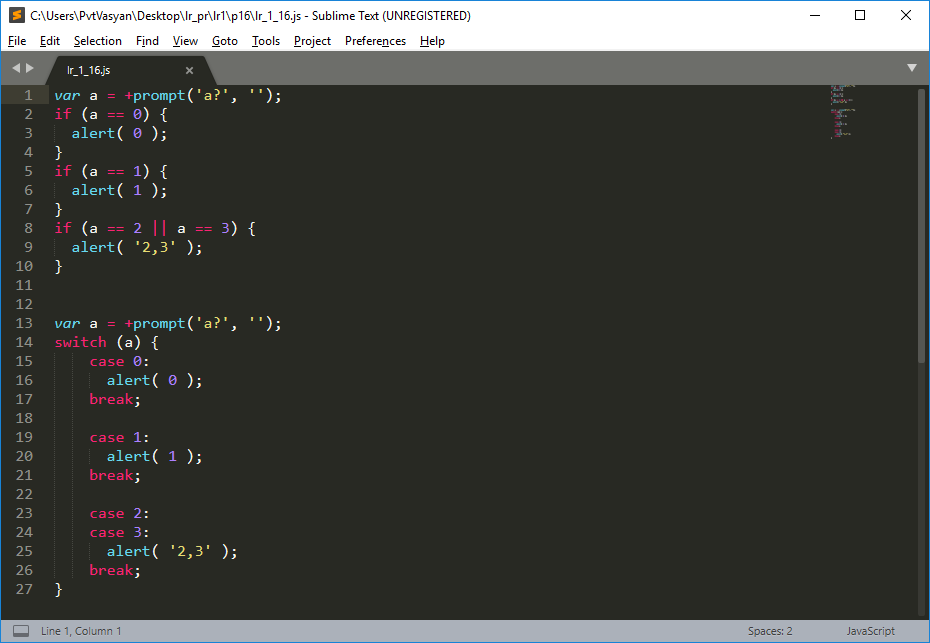 C:\Users\PvtVasyan\Desktop\lr_pr\lr1\p16\lr_1_16.js - Sublime Text (UNREGISTERED)
File Edit Selection Find View Goto Tools Project Preferences Help
lr_1_16.js ×
1 var a = +prompt('a?', '');
2 if (a == 0) {
3   alert( 0 );
4 }
5 if (a == 1) {
6   alert( 1 );
7 }
8 if (a == 2 || a == 3) {
9   alert( '2,3' );
10 }
11
12
13 var a = +prompt('a?', '');
14 switch (a) {
15     case 0:
16       alert( 0 );
17     break;
18
19     case 1:
20       alert( 1 );
21     break;
22
23     case 2:
24     case 3:
25       alert( '2,3' );
26     break;
27 }
Line 1, Column 1 Spaces: 2 JavaScript